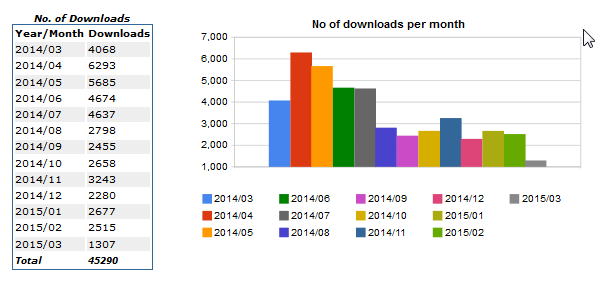 No. of Downloads
Year/Month Downloads
2014/03 4068
2014/04 6293
2014/05 5685
2014/06 4674
2014/07 4637
2014/08 2798
2014/09 2455
2014/10 2658
2014/11 3243
2014/12 2280
2015/01 2677
2015/02 2515
2015/03 1307
Total 45290
No of downloads per month
7,000
6,000
5,000
4,000
3,000
2,000
1,000
2014/03 2014/06 2014/09 2014/12 2015/03
2014/04 2014/07 2014/10 2015/01
2014/05 2014/08 2014/11 2015/02